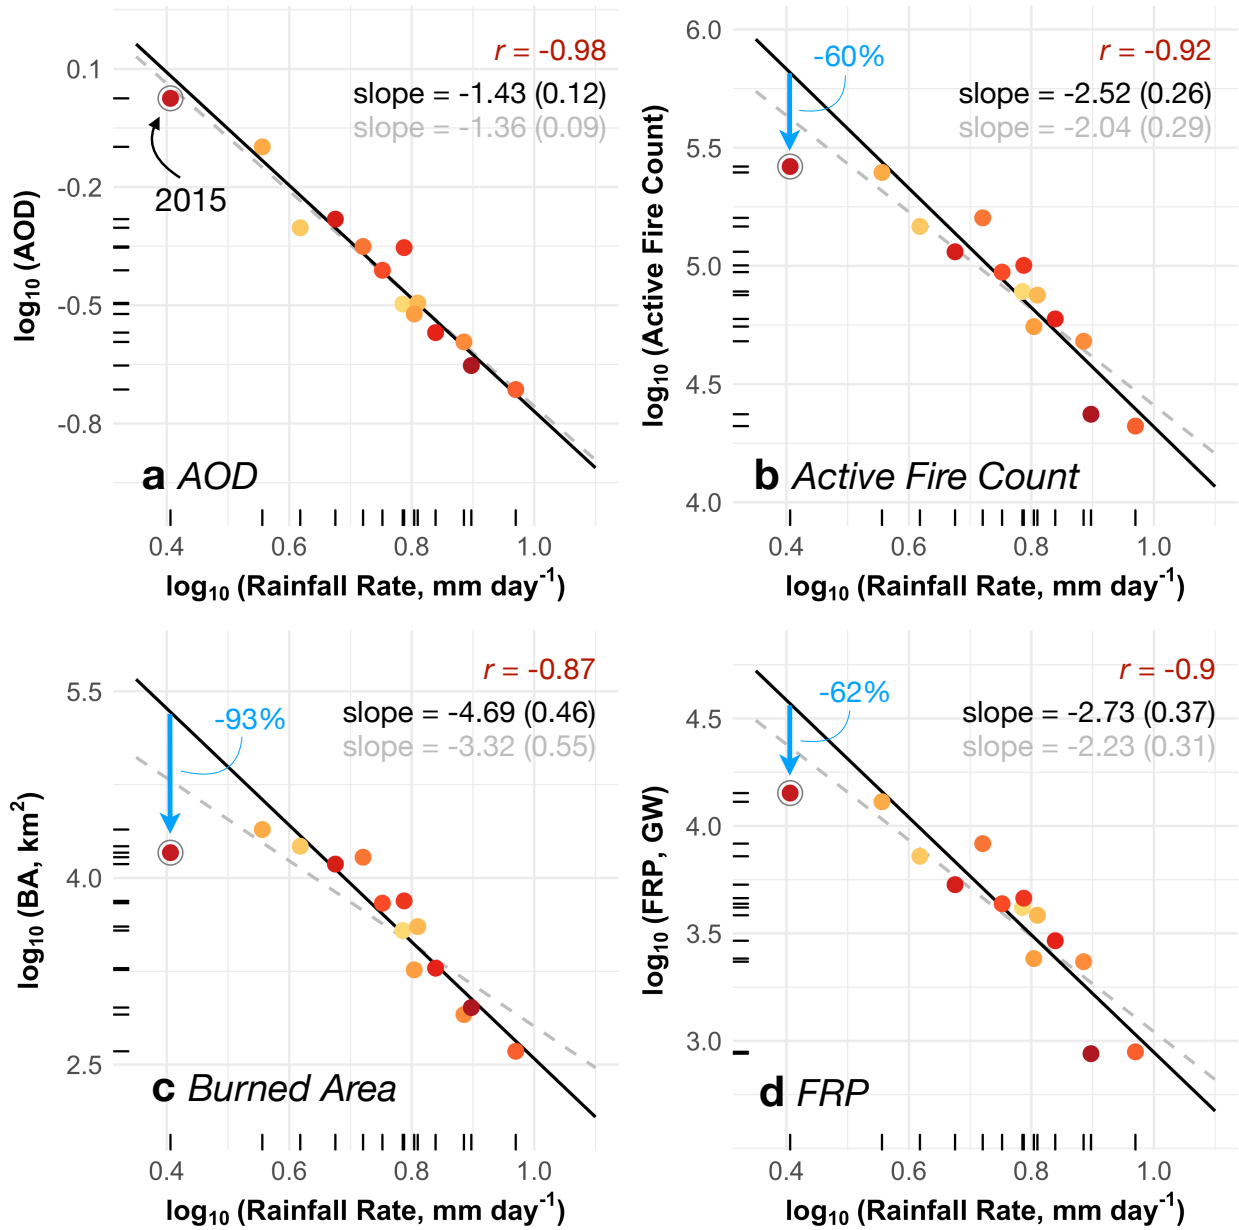 r = -0.98
slope = -1.43 (0.12)
slope = -1.36 (0.09)
0.1
-0.2
-0.5
-0.8
log10 (AOD)
2015
a AOD
0.4 0.6 0.8 1.0
log10 (Rainfall Rate, mm day-1)
r = -0.92
-60%
slope = -2.52 (0.26)
slope = -2.04 (0.29)
6.0
5.5
5.0
4.5
4.0
log10 (Active Fire Count)
b Active Fire Count
0.4 0.6 0.8 1.0
log10 (Rainfall Rate, mm day-1)
r = -0.87
-93%
slope = -4.69 (0.46)
slope = -3.32 (0.55)
5.5
4.0
2.5
log10 (BA, km2)
c Burned Area
0.4 0.6 0.8 1.0
log10 (Rainfall Rate, mm day-1)
r = -0.9
-62%
slope = -2.73 (0.37)
slope = -2.23 (0.31)
4.5
4.0
3.5
3.0
log10 (FRP, GW)
d FRP
0.4 0.6 0.8 1.0
log10 (Rainfall Rate, mm day-1)